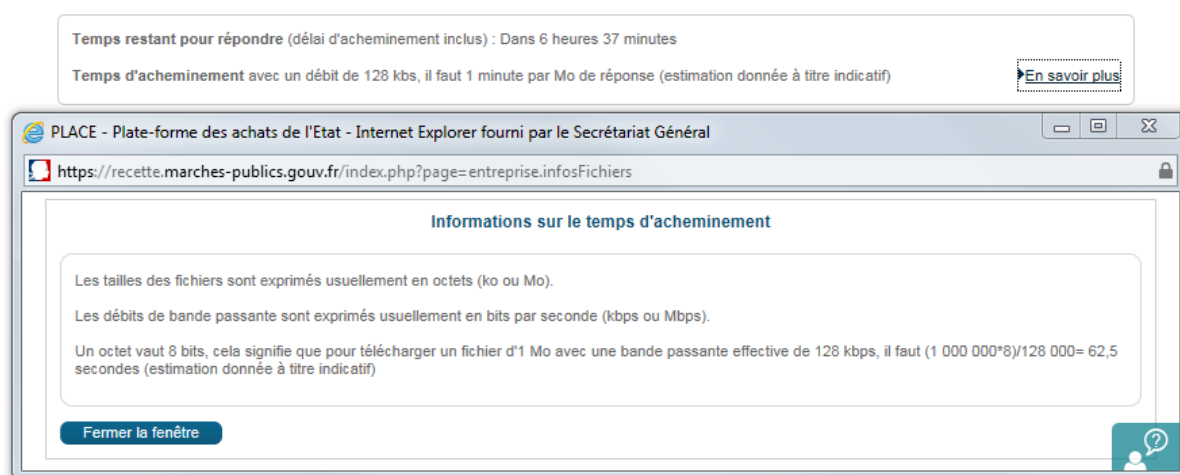 Temps restant pour répondre (délai d'acheminement inclus) : Dans 6 heures 37 minutes
Temps d'acheminement avec un débit de 128 kbs, il faut 1 minute par Mo de réponse (estimation donnée à titre indicatif)
En savoir plus
PLACE - Plate-forme des achats de l'Etat - Internet Explorer fourni par le Secrétariat Général
https://recette.marches-publics.gouv.fr/index.php?page=entreprise.infosFichiers
Informations sur le temps d'acheminement
Les tailles des fichiers sont exprimés usuellement en octets (ko ou Mo).
Les débits de bande passante sont exprimés usuellement en bits par seconde (kbps ou Mbps).
Un octet vaut 8 bits, cela signifie que pour télécharger un fichier d'1 Mo avec une bande passante effective de 128 kbps, il faut (1 000 000*8)/128 000= 62,5
secondes (estimation donnée à titre indicatif)
Fermer la fenêtre